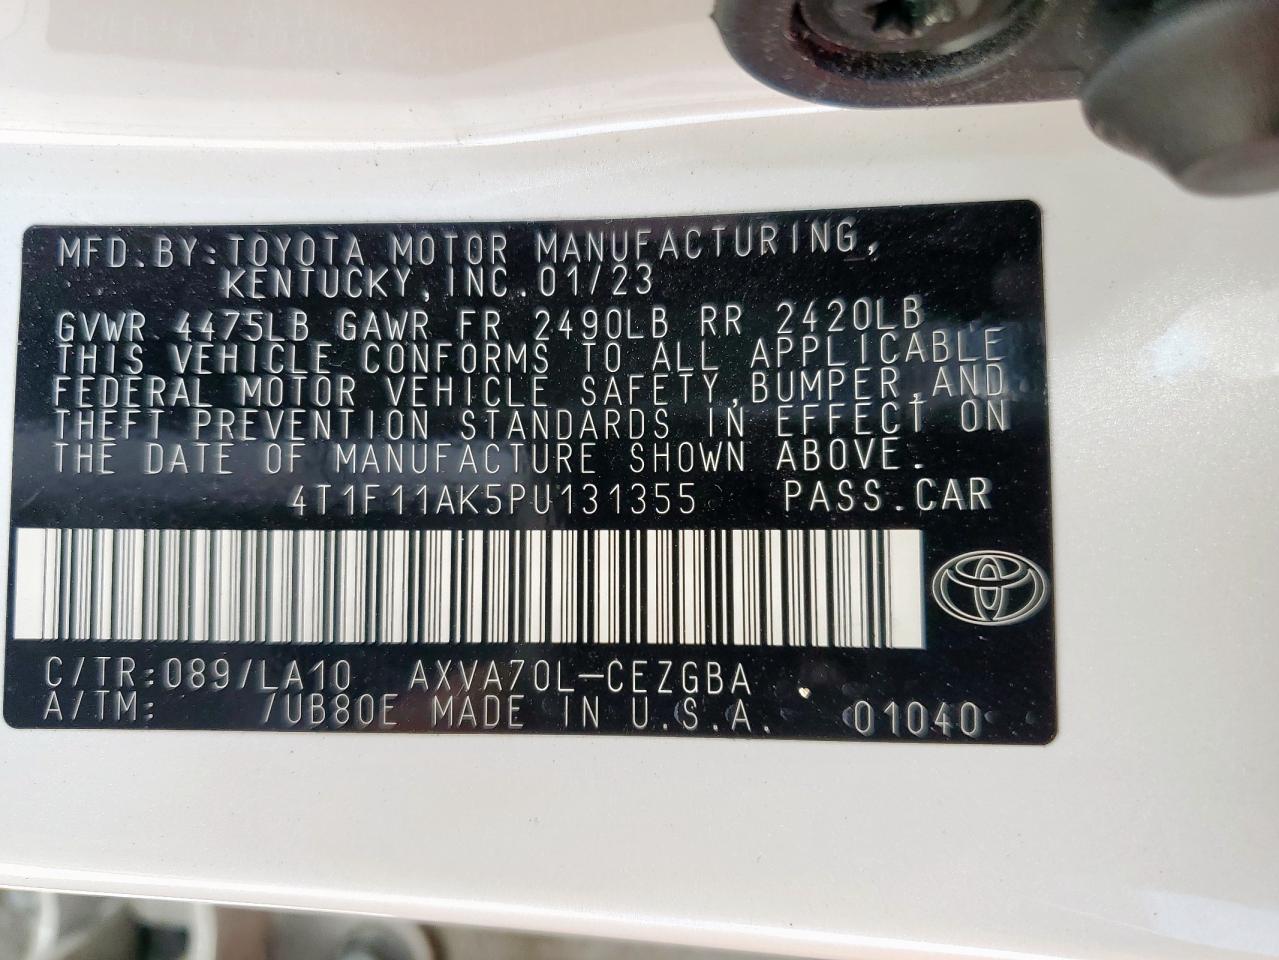 MFD.BY:TOYOTA MOTOR MANUFACTURING,
KENTUCKY,INC.01/23
GVWR 4475LB GAWR FR 2490LB RR 2420LB
THIS VEHICLE CONFORMS TO ALL APPLICABLE
FEDERAL MOTOR VEHICLE SAFETY,BUMPER,AND
THEFT PREVENTION STANDARDS IN EFFECT ON
THE DATE OF MANUFACTURE SHOWN ABOVE.
4T1F11AK5PU131355 PASS.CAR
C/TR:089/LA10 AXVA70L-CEZGBA
A/TM: /UB80E MADE IN U.S.A. 01040